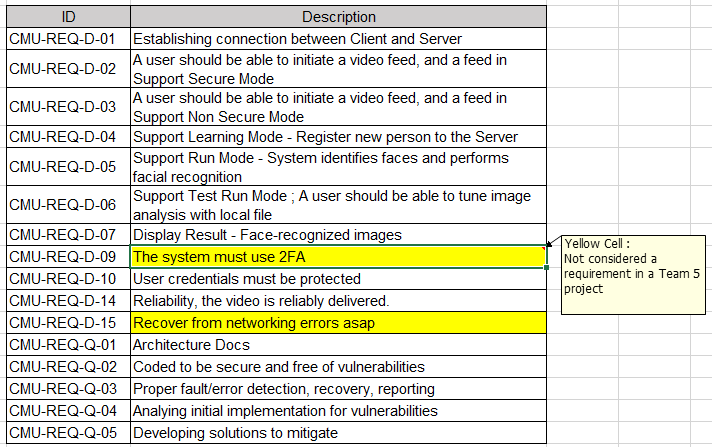 ID Description
CMU-REQ-D-01 Establishing connection between Client and Server
CMU-REQ-D-02 A user should be able to initiate a video feed, and a feed in
Support Secure Mode
CMU-REQ-D-03 A user should be able to initiate a video feed, and a feed in
Support Non Secure Mode
CMU-REQ-D-04 Support Learning Mode - Register new person to the Server
CMU-REQ-D-05 Support Run Mode - System identifies faces and performs
facial recognition
CMU-REQ-D-06 Support Test Run Mode ; A user should be able to tune image
analysis with local file
CMU-REQ-D-07 Display Result - Face-recognized images
CMU-REQ-D-09 The system must use 2FA
CMU-REQ-D-10 User credentials must be protected
CMU-REQ-D-14 Reliability, the video is reliably delivered.
CMU-REQ-D-15 Recover from networking errors asap
CMU-REQ-Q-01 Architecture Docs
CMU-REQ-Q-02 Coded to be secure and free of vulnerabilities
CMU-REQ-Q-03 Proper fault/error detection, recovery, reporting
CMU-REQ-Q-04 Analying initial implementation for vulnerabilities
CMU-REQ-Q-05 Developing solutions to mitigate
Yellow Cell :
Not considered a
requirement in a Team 5
project